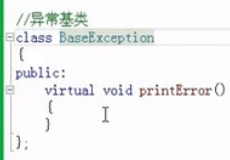 //异常基类
class BaseException
{
public:
    virtual void printError()
    {
    }
};